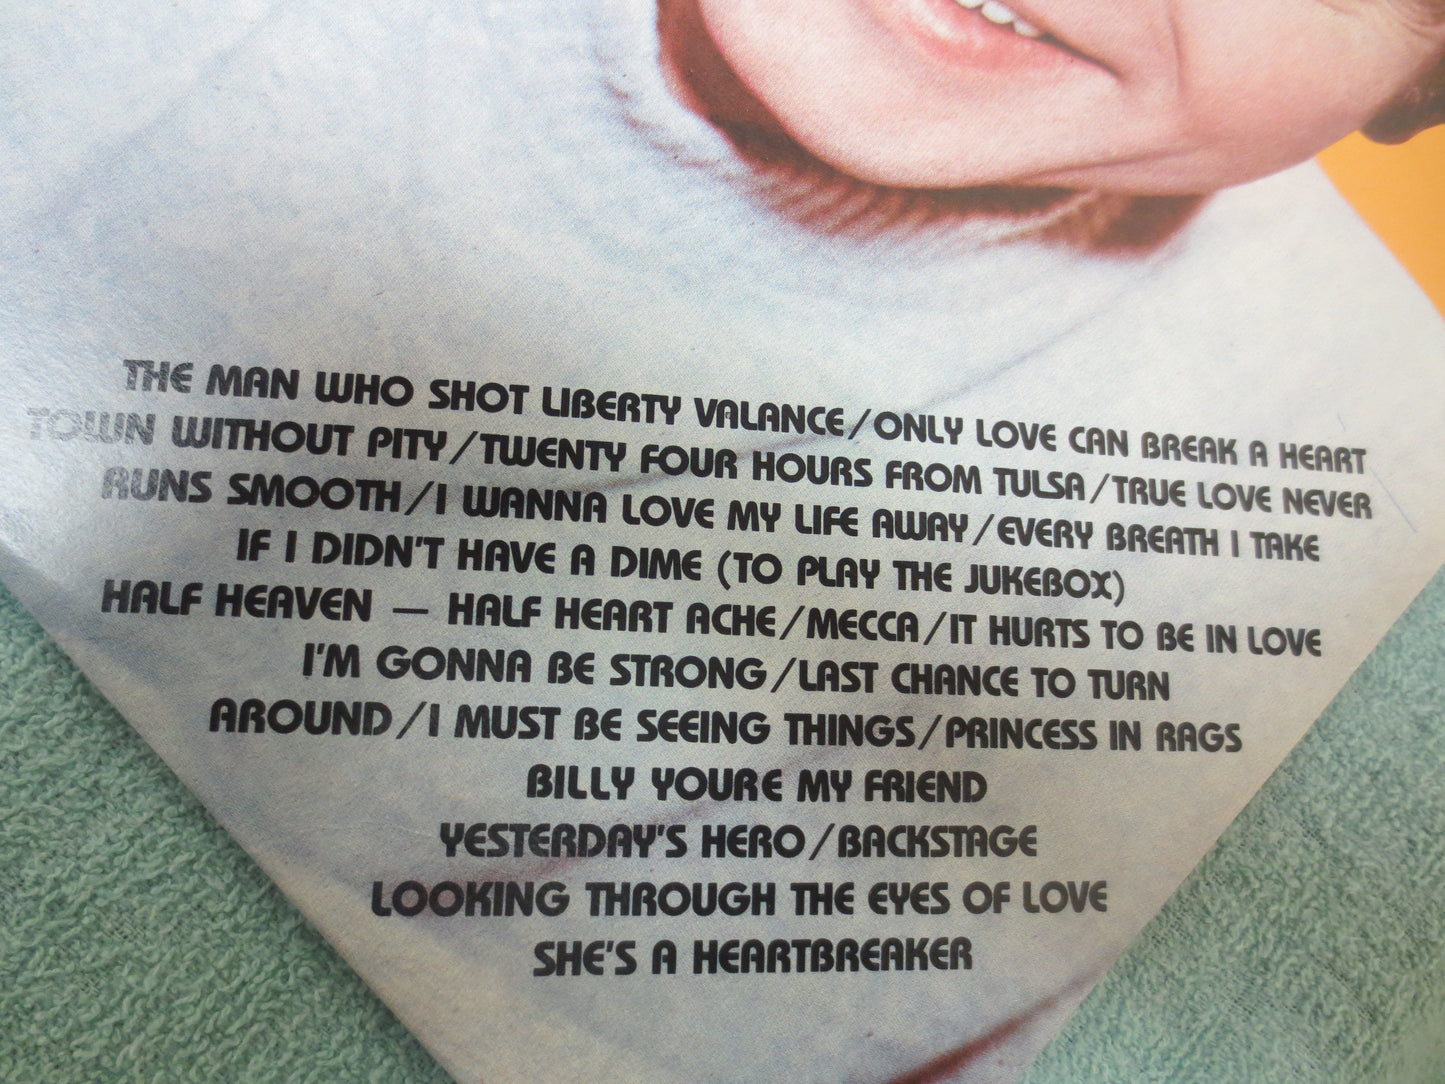 THE MAN WHO SHOT LIBERTY VALANCE/ONLY LOVE CAN BREAK A HEART
TOWN WITHOUT PITY/TWENTY FOUR HOURS FROM TULSA/TRUE LOVE NEVER
RUNS SMOOTH/I WANNA LOVE MY LIFE AWAY/EVERY BREATH I TAKE
IF I DIDN'T HAVE A DIME (TO PLAY THE JUKEBOX)
HALF HEAVEN — HALF HEART ACHE/MECCA/IT HURTS TO BE IN LOVE
I'M GONNA BE STRONG/LAST CHANCE TO TURN
AROUND/I MUST BE SEEING THINGS/PRINCESS IN RAGS
BILLY YOURE MY FRIEND
YESTERDAY'S HERO/BACKSTAGE
LOOKING THROUGH THE EYES OF LOVE
SHE'S A HEARTBREAKER